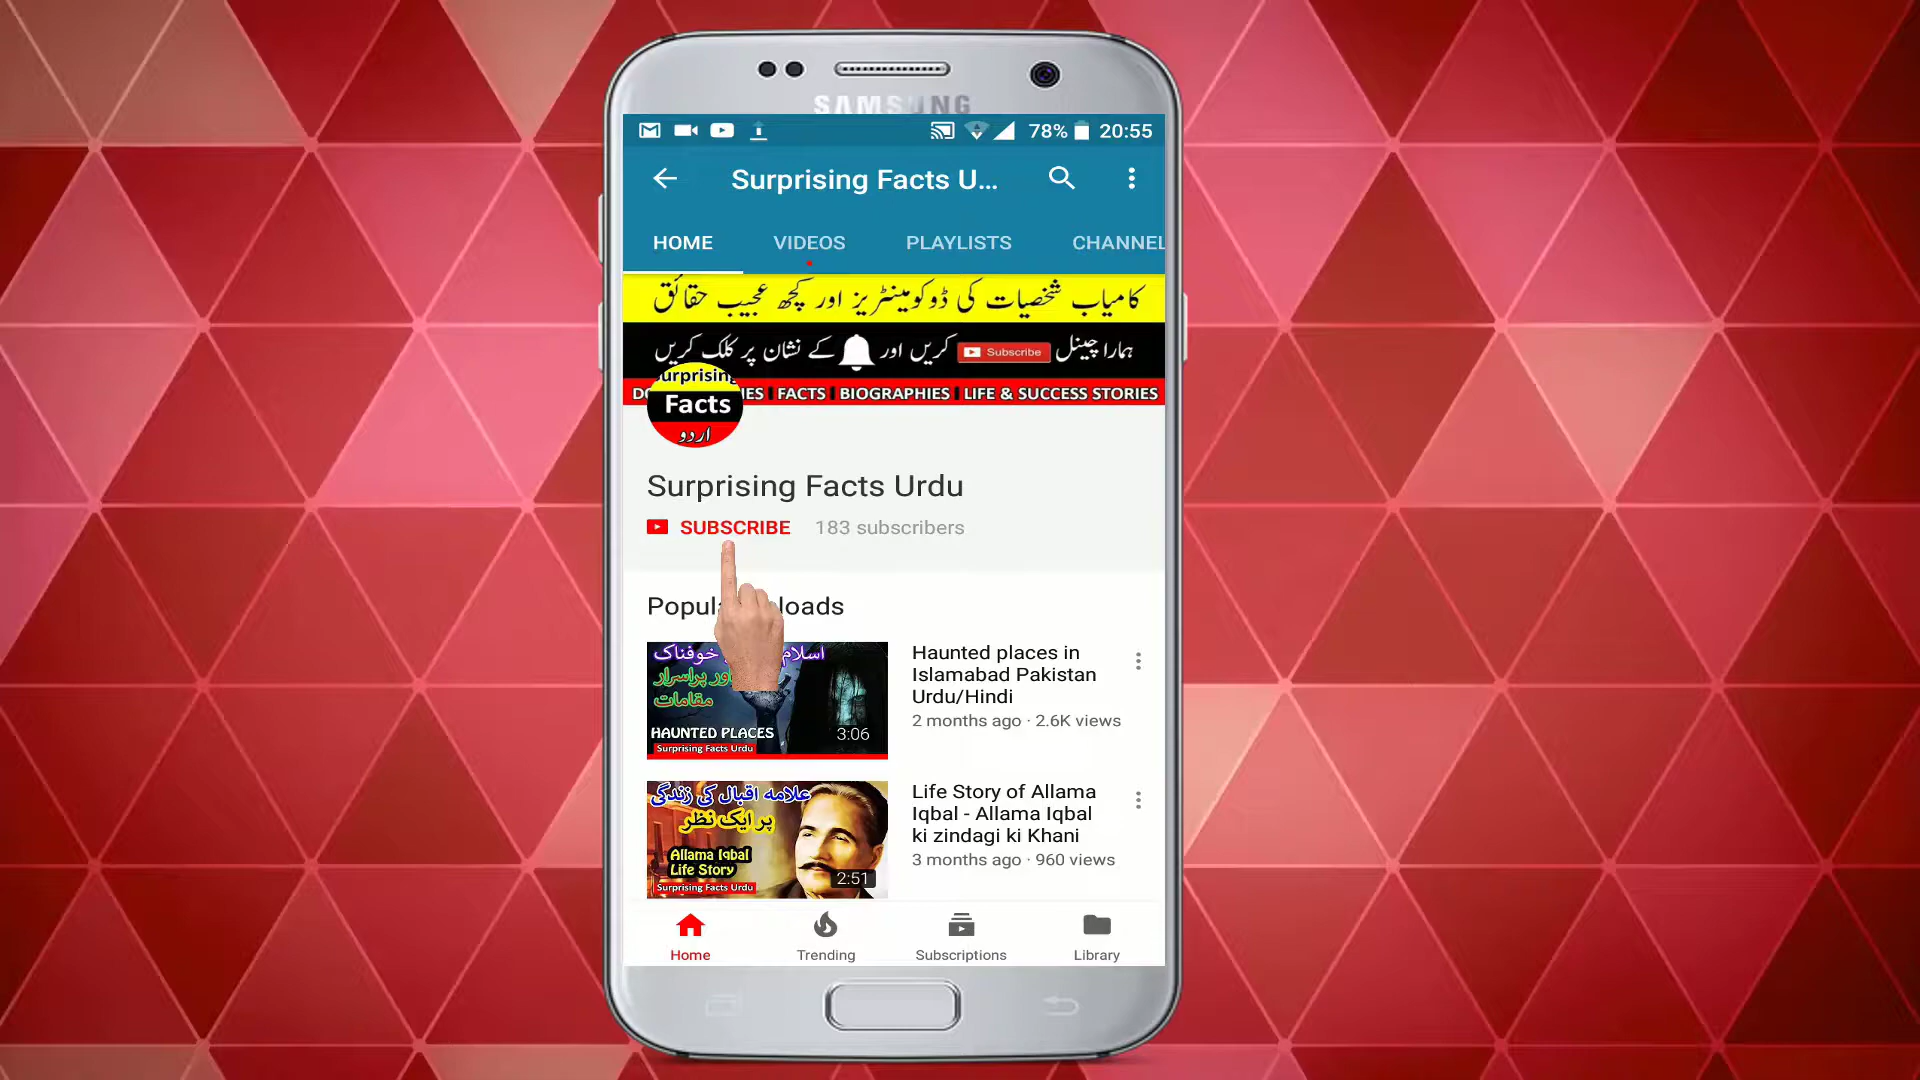 SAMSUNG
78% 20:55
Surprising Facts U...
HOME VIDEOS PLAYLISTS CHANNEL
کامیاب شخصیات کی ڈوکومینٹریز اور کچھ عجیب حقائق
ہمارا چینل Subscribe کریں اور کے نشان پر کلک کریں
FACTS BIOGRAPHIES LIFE & SUCCESS STORIES
Surprising
Facts
اردو
Surprising Facts Urdu
SUBSCRIBE 183 subscribers
خوفناک
اور پراسرار
مقامات
HAUNTED PLACES
Surprising Facts Urdu
3:06
Haunted places in
Islamabad Pakistan
Urdu/Hindi
2 months ago · 2.6K views
علامہ اقبال کی زندگی
پر ایک نظر
Allama Iqbal
Life Story
Surprising Facts Urdu
2:51
Life Story of Allama
Iqbal - Allama Iqbal
ki zindagi ki Khani
3 months ago · 960 views
Home Trending Subscriptions Library